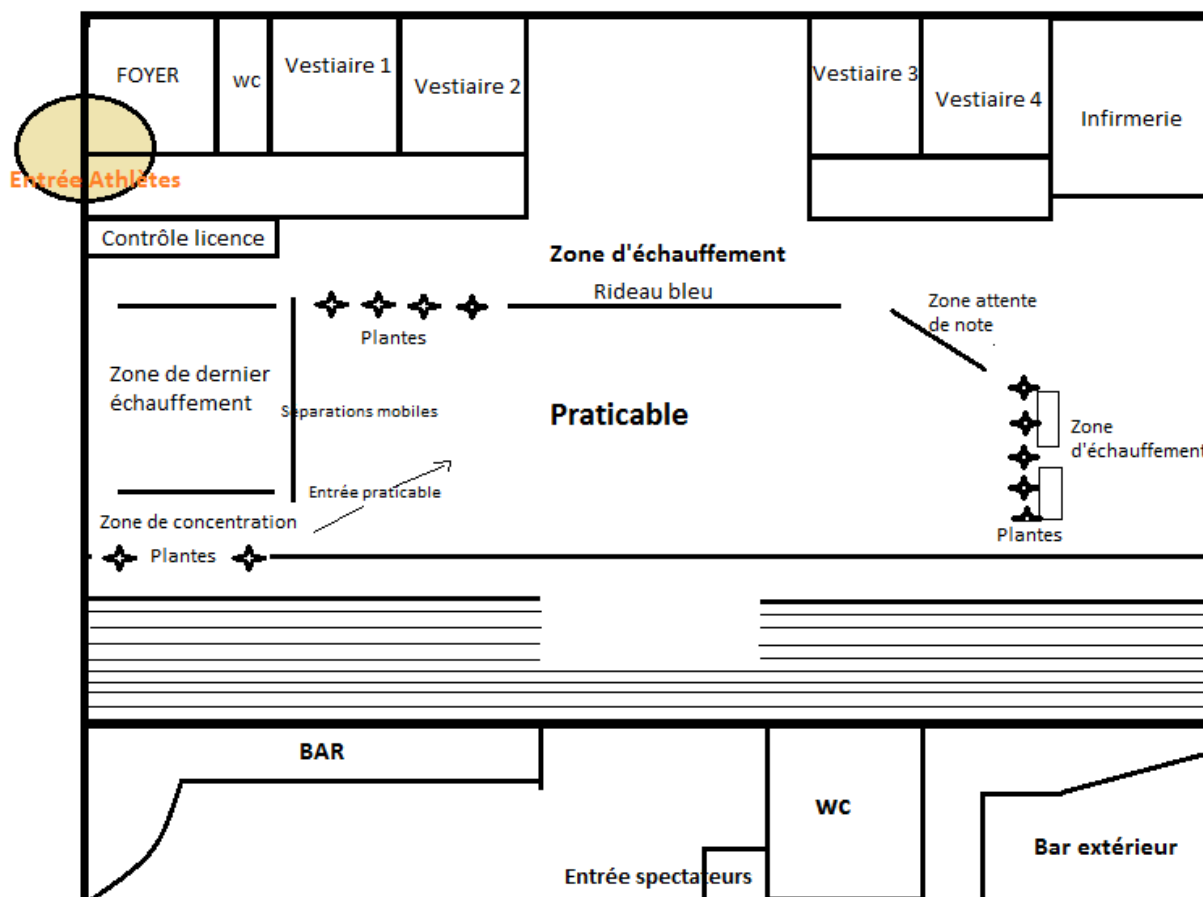 FOYER
wc
Vestiaire 1
Vestiaire 2
Vestiaire 3
Vestiaire 4
Infirmerie
Entrée Athlètes
Contrôle licence
Zone d'échauffement
Rideau bleu
Zone attente
de note
Plantes
Zone de dernier
échauffement
Séparations mobiles
Praticable
Zone
d'échauffement
Entrée praticable
Zone de concentration
Plantes
Plantes
BAR
WC
Bar extérieur
Entrée spectateurs